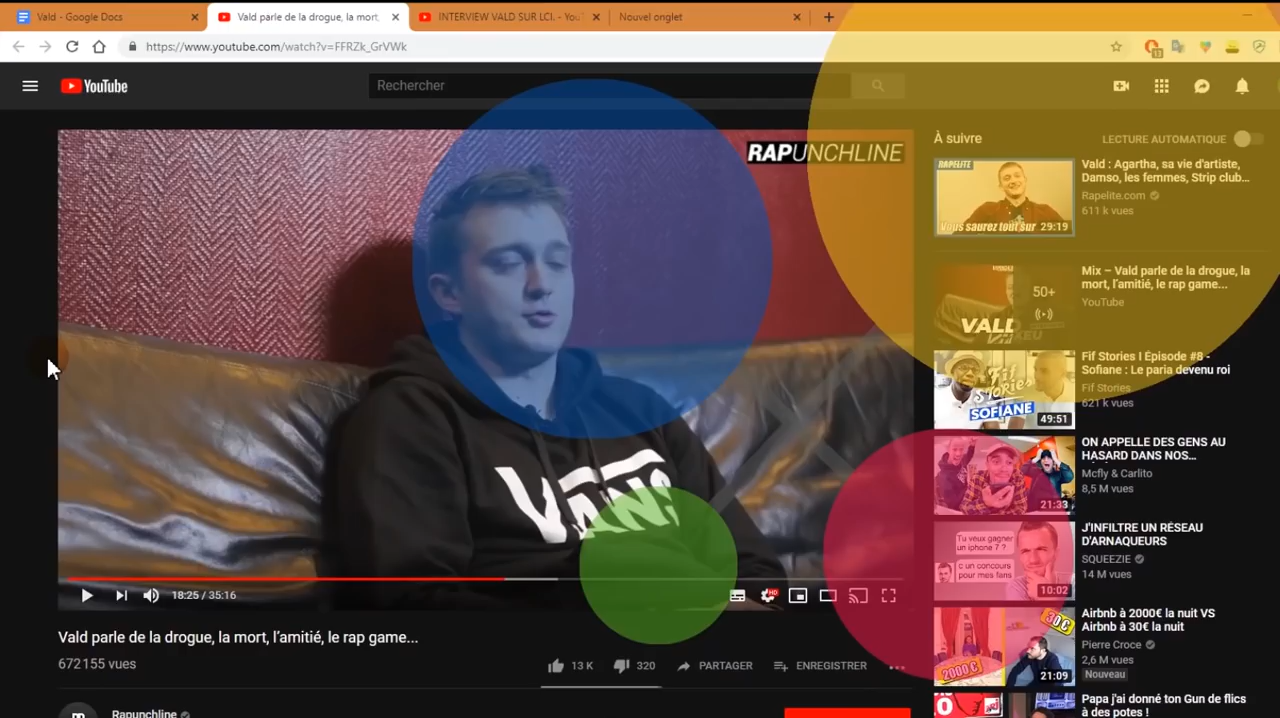 Vald - Google Docs
Vald parle de la drogue, la mort,
INTERVIEW VALD SUR LCI. - YouT
Nouvel onglet
https://www.youtube.com/watch?v=FFRZk_GrVWk
13
YouTube
Rechercher
RAPUNCHLINE
VANS
18:25 / 35:16
HD
Vald parle de la drogue, la mort, l'amitié, le rap game...
672 155 vues
13 K
320
PARTAGER
ENREGISTRER
Rapunchline
À suivre
LECTURE AUTOMATIQUE
RAPELITE
Vous saurez tout sur
29:19
Vald : Agartha, sa vie d'artiste,
Damso, les femmes, Strip club...
Rapelite.com
611 k vues
VALD
50+
Mix – Vald parle de la drogue, la
mort, l'amitié, le rap game...
YouTube
Fif
STORIES
SOFIANE
49:51
Fif Stories I Épisode #8 -
Sofiane : Le paria devenu roi
Fif Stories
621 k vues
21:33
ON APPELLE DES GENS AU
HASARD DANS NOS...
Mcfly & Carlito
8,5 M vues
Tu veux gagner
un iphone 7 ?
c un concours
pour mes fans
10:02
J'INFILTRE UN RÉSEAU
D'ARNAQUEURS
SQUEEZIE
14 M vues
30€
2000€
21:09
Airbnb à 2000€ la nuit VS
Airbnb à 30€ la nuit
Pierre Croce
2,6 M vues
Nouveau
Papa j'ai donné ton Gun de flics
à des potes !